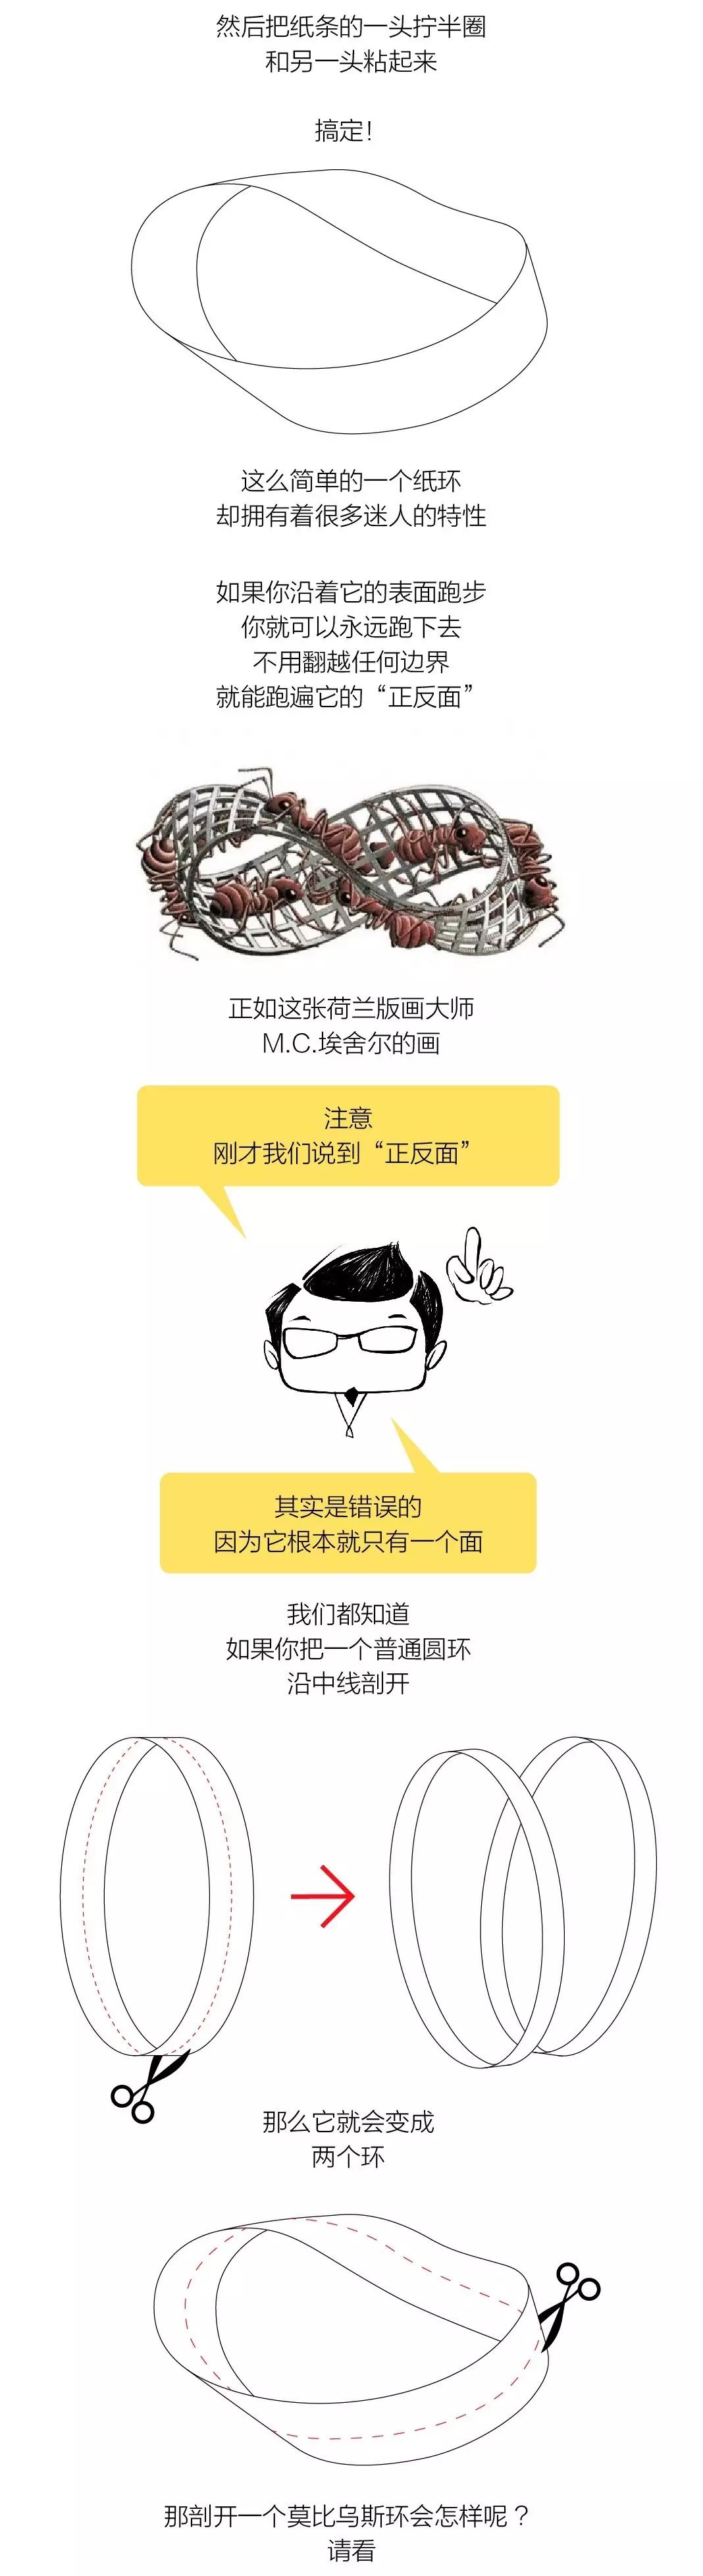 然后把纸条的一头拧半圈
和另一头粘起来
搞定!
这么简单的一个纸环
却拥有着很多迷人的特性
如果你沿着它的表面跑步
你就可以永远跑下去
不用翻越任何边界
就能跑遍它的“正反面”
正如这张荷兰版画大师
M.C.埃舍尔的画
注意
刚才我们说到“正反面”
其实是错误的
因为它根本就只有一个面
我们都知道
如果你把一个普通圆环
沿中线剖开
那么它就会变成
两个环
那剖开一个莫比乌斯环会怎样呢?
请看